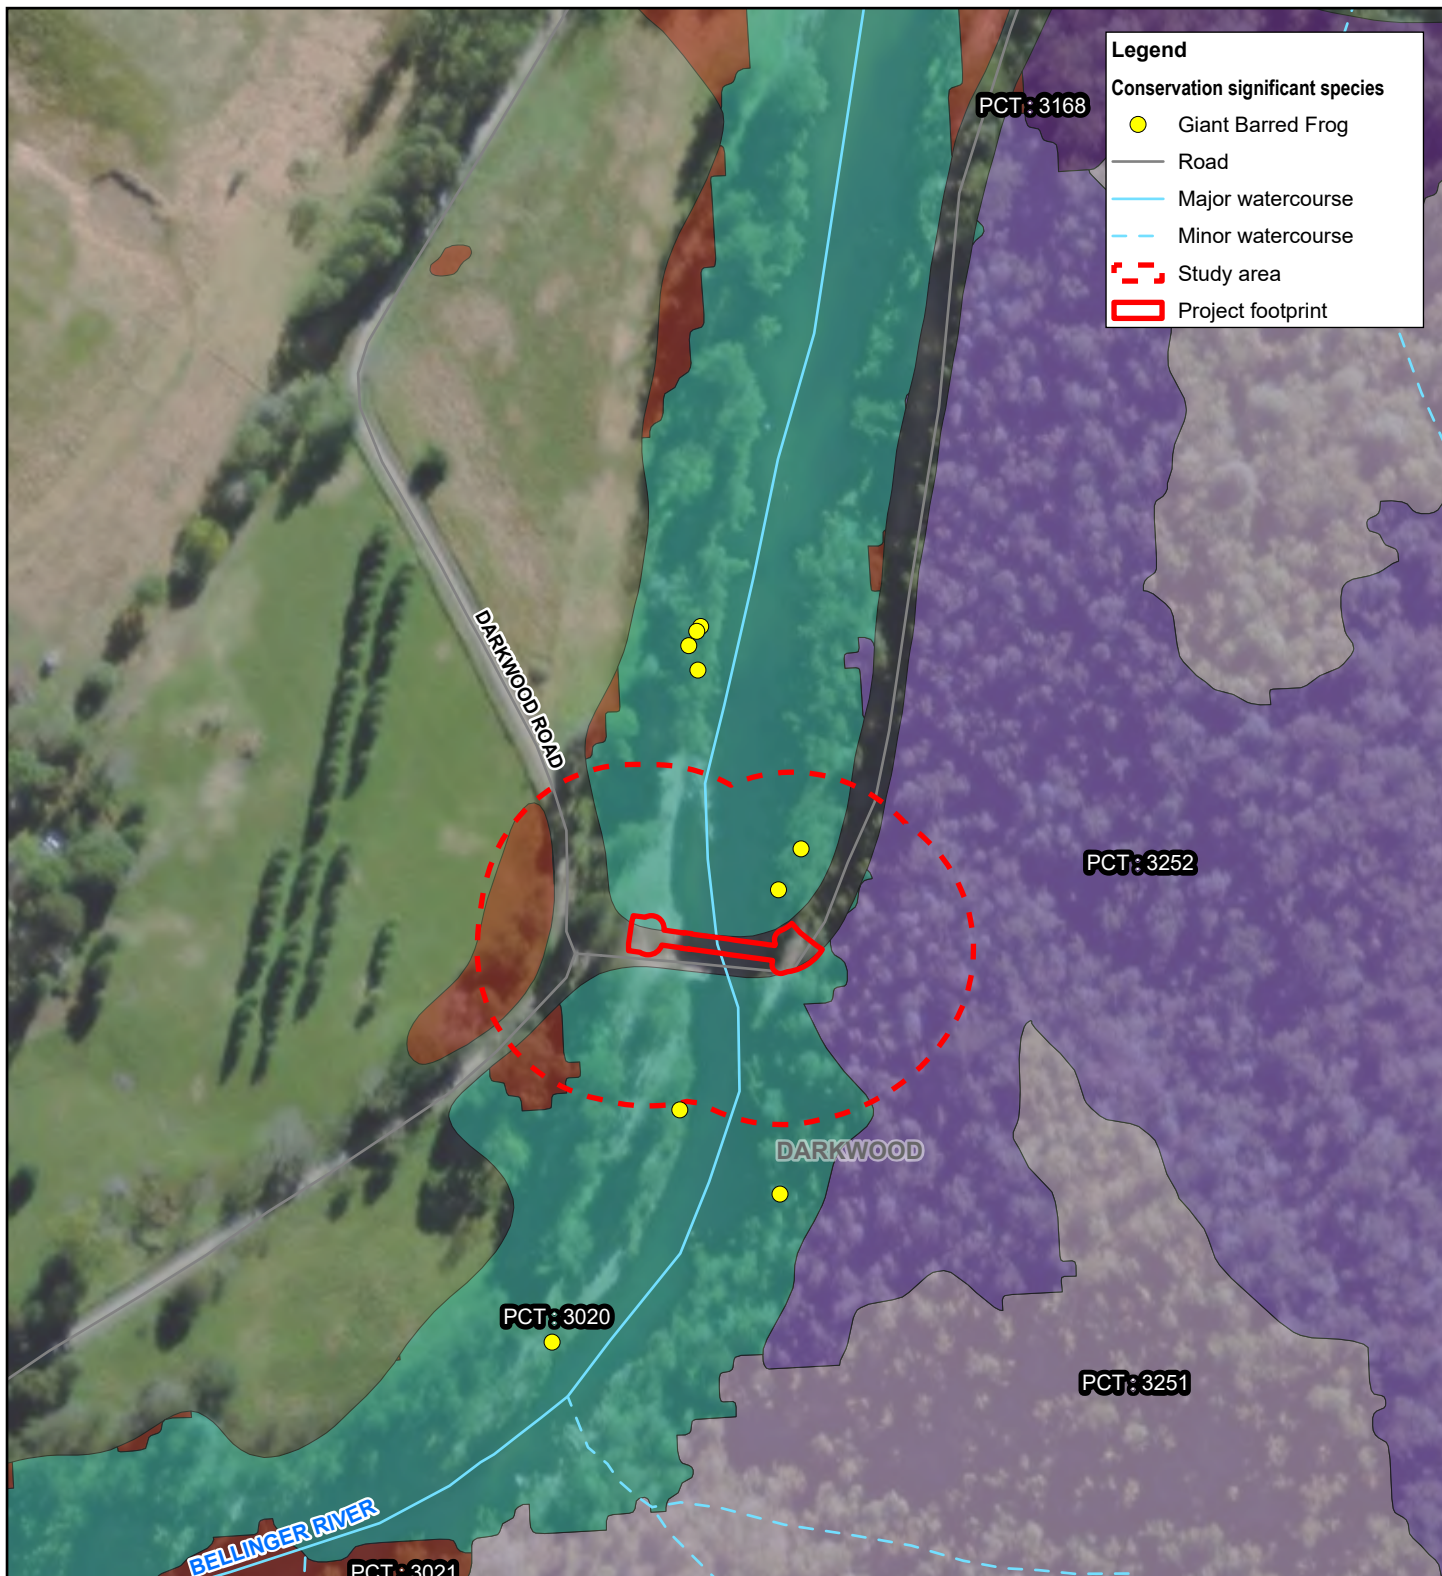 Legend
Conservation significant species
Giant Barred Frog
Road
Major watercourse
Minor watercourse
Study area
Project footprint
PCT : 3168
DARKWOOD ROAD
PCT : 3252
DARKWOOD
PCT : 3020
PCT : 3251
BELLINGER RIVER
PCT : 3021